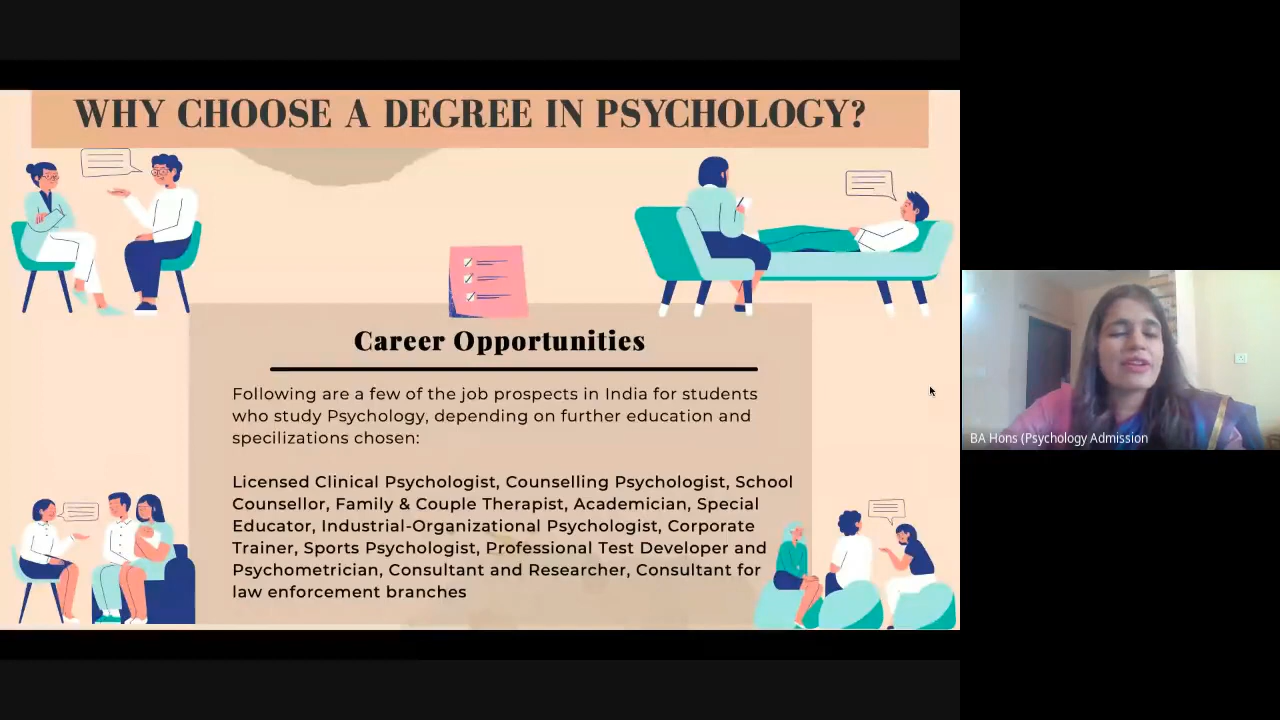 WHY CHOOSE A DEGREE IN PSYCHOLOGY?
Career Opportunities
Following are a few of the job prospects in India for students
who study Psychology, depending on further education and
specilizations chosen:
Licensed Clinical Psychologist, Counselling Psychologist, School
Counsellor, Family & Couple Therapist, Academician, Special
Educator, Industrial-Organizational Psychologist, Corporate
Trainer, Sports Psychologist, Professional Test Developer and
Psychometrician, Consultant and Researcher, Consultant for
law enforcement branches
BA Hons (Psychology Admission